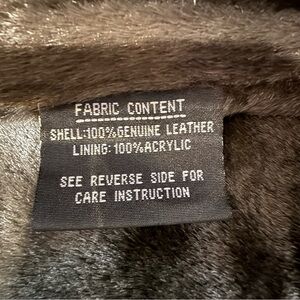 FABRIC CONTENT
SHELL:100%GENUINE LEATHER
LINING:100%ACRYLIC
SEE REVERSE SIDE FOR
CARE INSTRUCTION